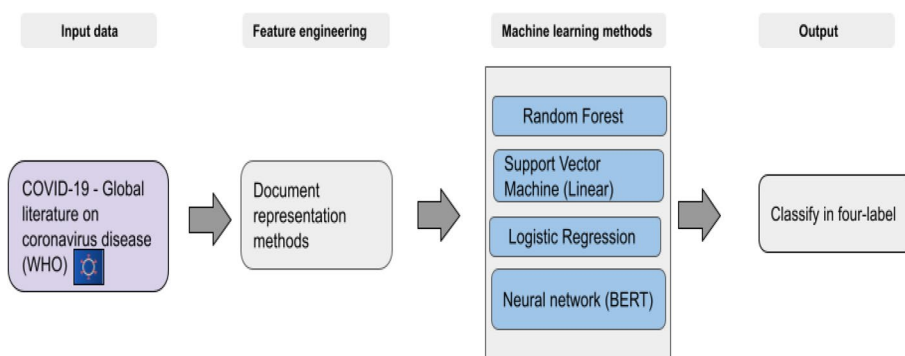 Input data
Feature engineering
Machine learning methods
Output
COVID-19 - Global
literature on
coronavirus disease
(WHO)
Document
representation
methods
Random Forest
Support Vector
Machine (Linear)
Logistic Regression
Neural network (BERT)
Classify in four-label